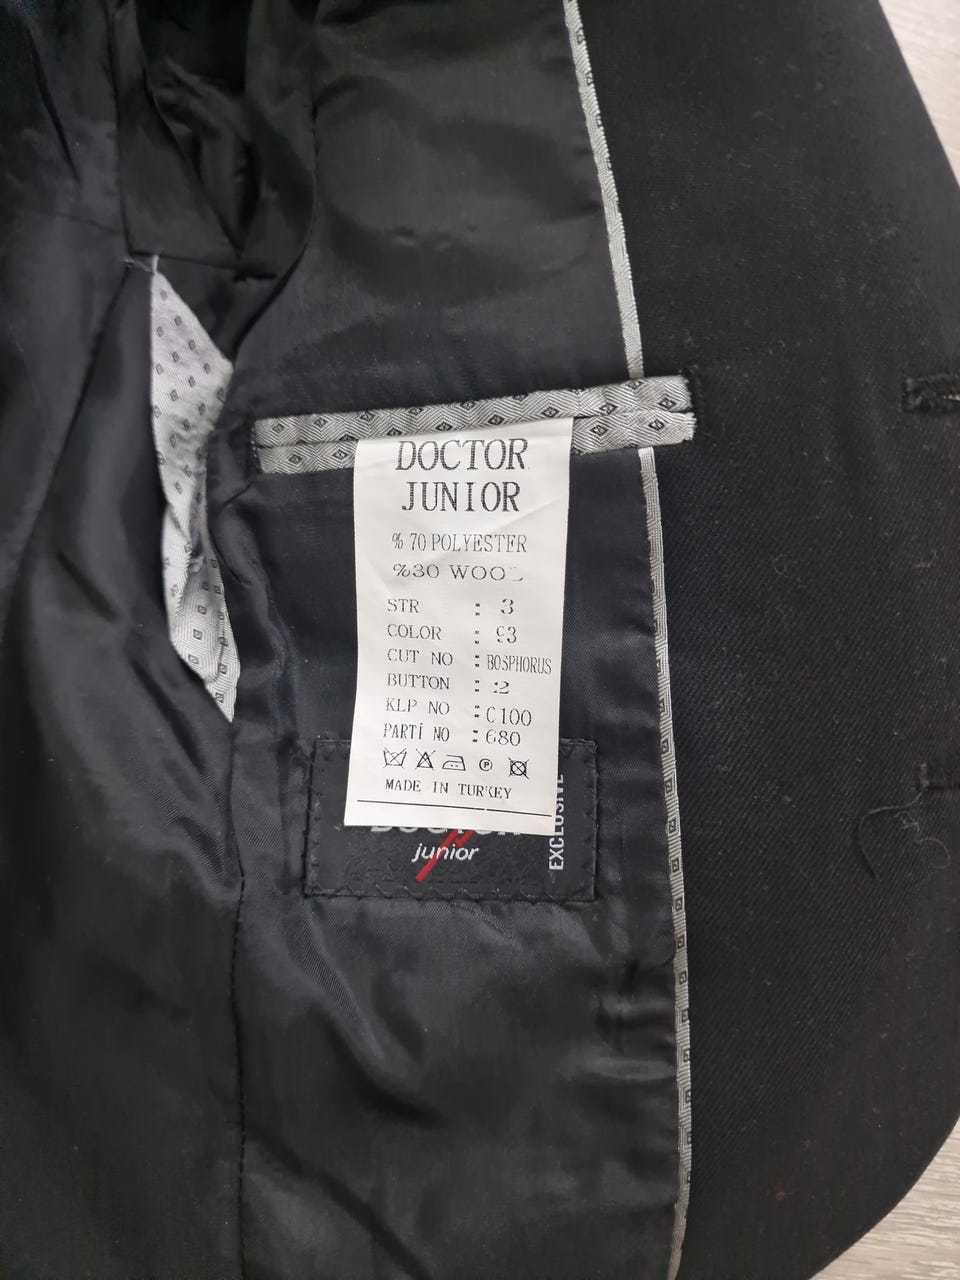 DOCTOR
JUNIOR
% 70 POLYESTER
%30 WOOL
STR : 3
COLOR : 93
CUT NO : BOSPHORUS
BUTTON : 2
KLP NO : C100
PARTİ NO : 680
P
MADE IN TURKEY
DOCTOR
junior
EXCLUSIVE